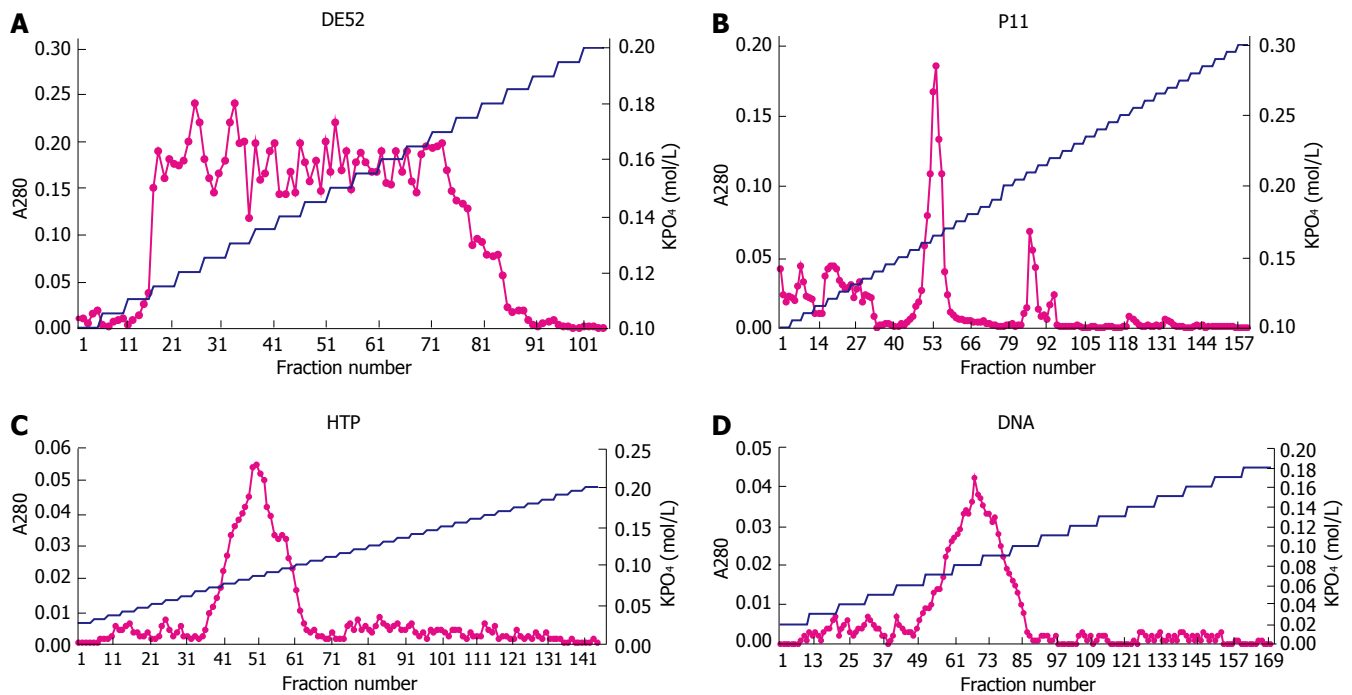 A
DE52
0.30
0.25
0.20
0.15
0.10
0.05
0.00
A280
0.20
0.18
0.16
0.14
0.12
0.10
KPO4 (mol/L)
1 11 21 31 41 51 61 71 81 91 101
Fraction number
B
P11
0.20
0.15
0.10
0.05
0.00
A280
0.30
0.25
0.20
0.15
0.10
KPO4 (mol/L)
1 14 27 40 53 66 79 92 105 118 131 144 157
Fraction number
C
HTP
0.06
0.05
0.04
0.03
0.02
0.01
0.00
A280
0.25
0.20
0.15
0.10
0.05
0.00
KPO4 (mol/L)
1 11 21 31 41 51 61 71 81 91 101 111 121 131 141
Fraction number
D
DNA
0.05
0.04
0.03
0.02
0.01
0.00
A280
0.20
0.18
0.16
0.14
0.12
0.10
0.08
0.06
0.04
0.02
0.00
KPO4 (mol/L)
1 13 25 37 49 61 73 85 97 109 121 133 145 157 169
Fraction number